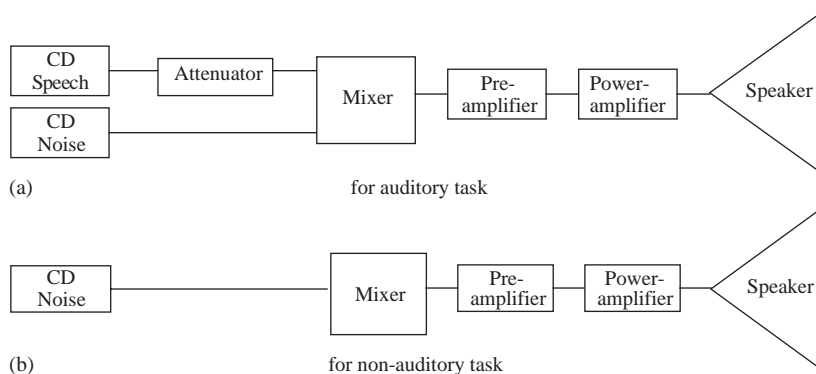 CD
Speech
Attenuator
Mixer
Pre-
amplifier
Power-
amplifier
Speaker
CD
Noise
(a)
for auditory task
CD
Noise
Mixer
Pre-
amplifier
Power-
amplifier
Speaker
(b)
for non-auditory task